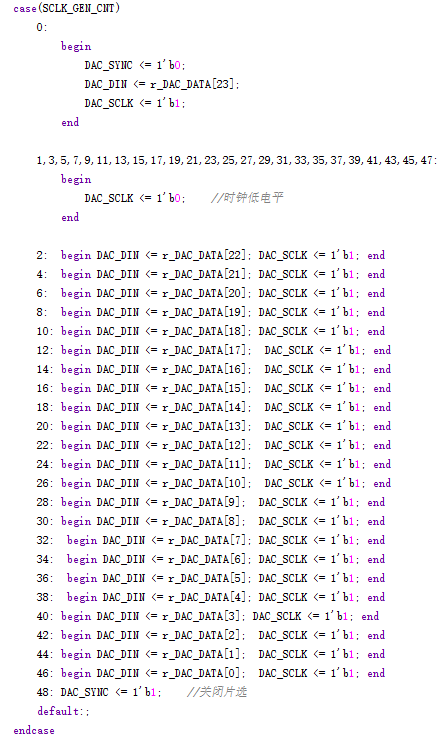 case(SCLK_GEN_CNT)
0:
begin
DAC_SYNC <= 1'b0;
DAC_DIN <= r_DAC_DATA[23];
DAC_SCLK <= 1'b1;
end
1,3,5,7,9,11,13,15,17,19,21,23,25,27,29,31,33,35,37,39,41,43,45,47:
begin
DAC_SCLK <= 1'b0; //时钟低电平
end
2: begin DAC_DIN <= r_DAC_DATA[22]; DAC_SCLK <= 1'b1; end
4: begin DAC_DIN <= r_DAC_DATA[21]; DAC_SCLK <= 1'b1; end
6: begin DAC_DIN <= r_DAC_DATA[20]; DAC_SCLK <= 1'b1; end
8: begin DAC_DIN <= r_DAC_DATA[19]; DAC_SCLK <= 1'b1; end
10: begin DAC_DIN <= r_DAC_DATA[18]; DAC_SCLK <= 1'b1; end
12: begin DAC_DIN <= r_DAC_DATA[17]; DAC_SCLK <= 1'b1; end
14: begin DAC_DIN <= r_DAC_DATA[16]; DAC_SCLK <= 1'b1; end
16: begin DAC_DIN <= r_DAC_DATA[15]; DAC_SCLK <= 1'b1; end
18: begin DAC_DIN <= r_DAC_DATA[14]; DAC_SCLK <= 1'b1; end
20: begin DAC_DIN <= r_DAC_DATA[13]; DAC_SCLK <= 1'b1; end
22: begin DAC_DIN <= r_DAC_DATA[12]; DAC_SCLK <= 1'b1; end
24: begin DAC_DIN <= r_DAC_DATA[11]; DAC_SCLK <= 1'b1; end
26: begin DAC_DIN <= r_DAC_DATA[10]; DAC_SCLK <= 1'b1; end
28: begin DAC_DIN <= r_DAC_DATA[9]; DAC_SCLK <= 1'b1; end
30: begin DAC_DIN <= r_DAC_DATA[8]; DAC_SCLK <= 1'b1; end
32: begin DAC_DIN <= r_DAC_DATA[7]; DAC_SCLK <= 1'b1; end
34: begin DAC_DIN <= r_DAC_DATA[6]; DAC_SCLK <= 1'b1; end
36: begin DAC_DIN <= r_DAC_DATA[5]; DAC_SCLK <= 1'b1; end
38: begin DAC_DIN <= r_DAC_DATA[4]; DAC_SCLK <= 1'b1; end
40: begin DAC_DIN <= r_DAC_DATA[3]; DAC_SCLK <= 1'b1; end
42: begin DAC_DIN <= r_DAC_DATA[2]; DAC_SCLK <= 1'b1; end
44: begin DAC_DIN <= r_DAC_DATA[1]; DAC_SCLK <= 1'b1; end
46: begin DAC_DIN <= r_DAC_DATA[0]; DAC_SCLK <= 1'b1; end
48: DAC_SYNC <= 1'b1; //关闭片选
default:;
endcase